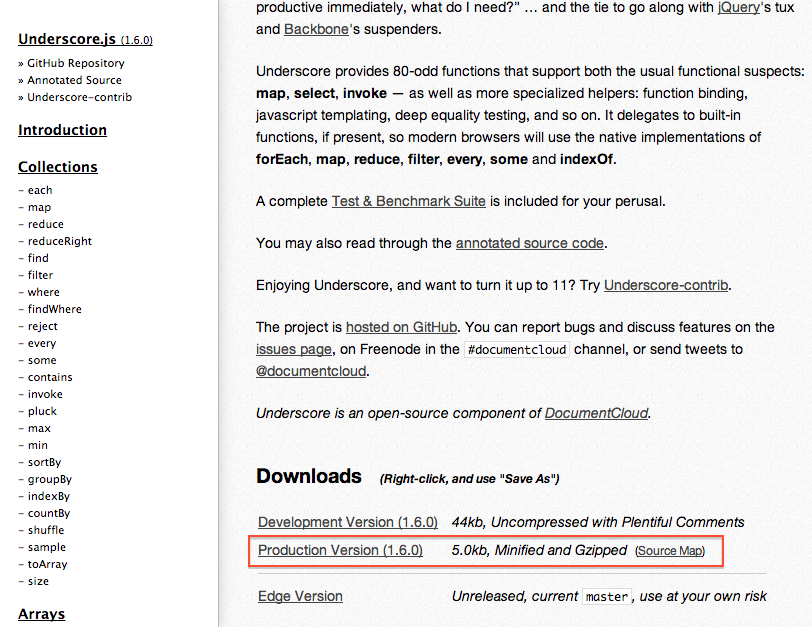 Underscore.js (1.6.0)
» GitHub Repository
» Annotated Source
» Underscore-contrib
Introduction
Collections
- each
- map
- reduce
- reduceRight
- find
- filter
- where
- findWhere
- reject
- every
- some
- contains
- invoke
- pluck
- max
- min
- sortBy
- groupBy
- indexBy
- countBy
- shuffle
- sample
- toArray
- size
Arrays
productive immediately, what do I need?” … and the tie to go along with jQuery's tux
and Backbone's suspenders.
Underscore provides 80-odd functions that support both the usual functional suspects:
map, select, invoke — as well as more specialized helpers: function binding,
javascript templating, deep equality testing, and so on. It delegates to built-in
functions, if present, so modern browsers will use the native implementations of
forEach, map, reduce, filter, every, some and indexOf.
A complete Test & Benchmark Suite is included for your perusal.
You may also read through the annotated source code.
Enjoying Underscore, and want to turn it up to 11? Try Underscore-contrib.
The project is hosted on GitHub. You can report bugs and discuss features on the
issues page, on Freenode in the #documentcloud channel, or send tweets to
@documentcloud.
Underscore is an open-source component of DocumentCloud.
Downloads (Right-click, and use "Save As")
Development Version (1.6.0) 44kb, Uncompressed with Plentiful Comments
Production Version (1.6.0) 5.0kb, Minified and Gzipped (Source Map)
Edge Version Unreleased, current master, use at your own risk